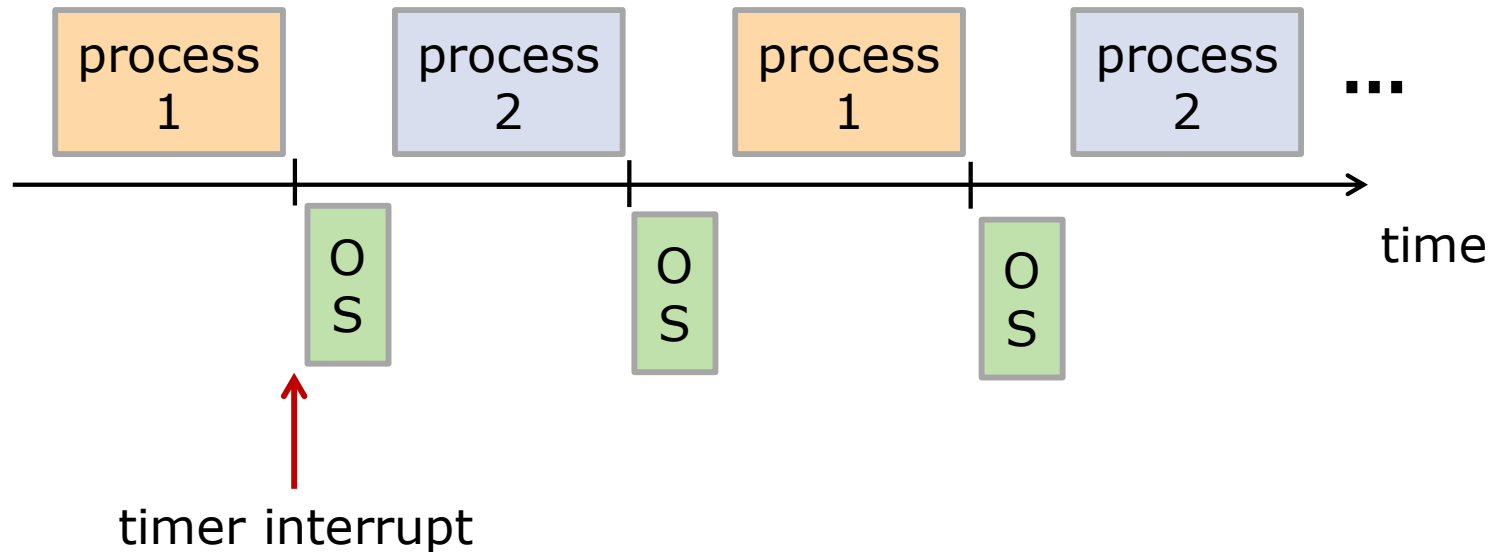 process
1
process
2
process
1
process
2
...
O
S
O
S
O
S
time
timer interrupt